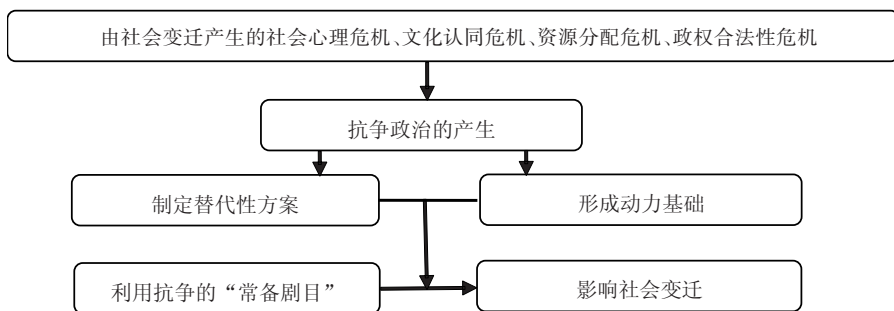 由社会变迁产生的社会心理危机、文化认同危机、资源分配危机、政权合法性危机
抗争政治的产生
制定替代性方案
形成动力基础
利用抗争的“常备剧目”
影响社会变迁